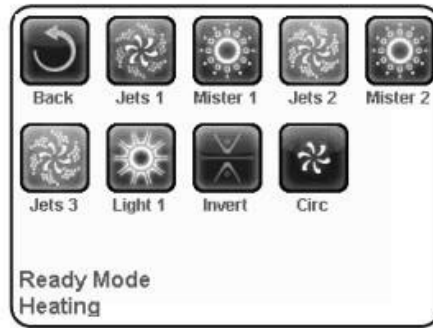 Back Jets 1 Mister 1 Jets 2 Mister 2
Jets 3 Light 1 Invert Circ
Ready Mode
Heating